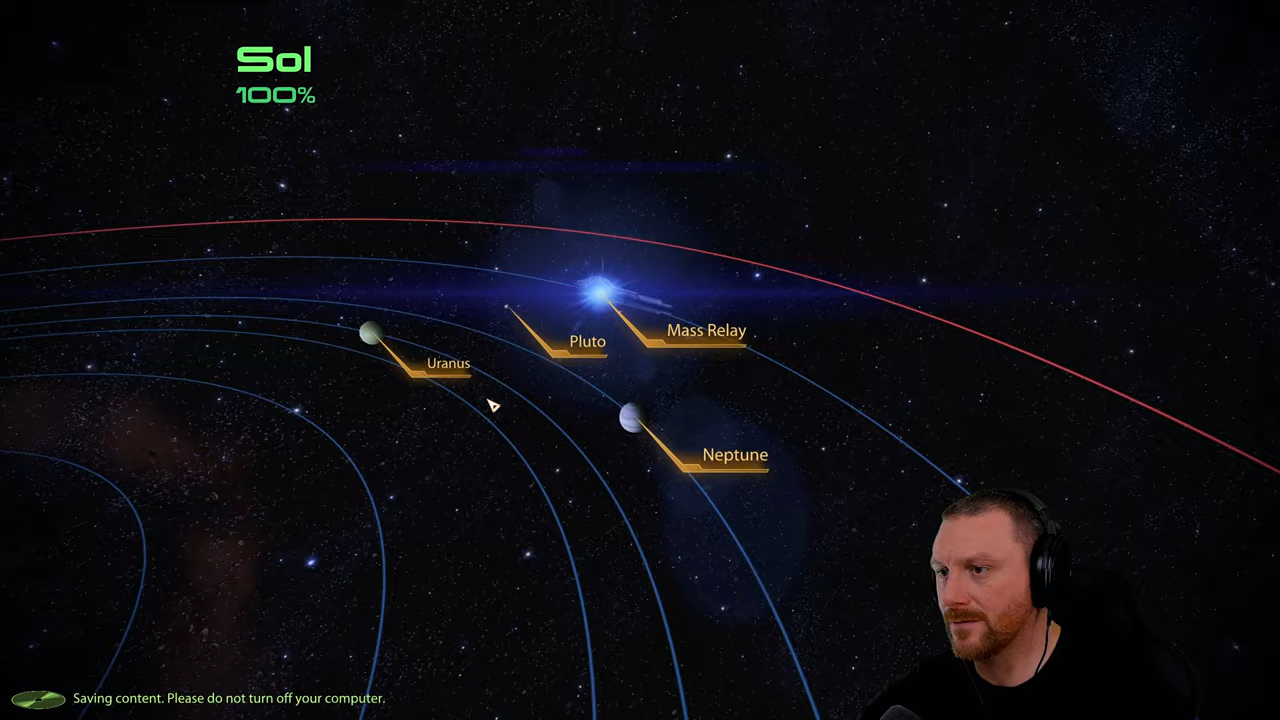 Sol
100%
Mass Relay
Pluto
Uranus
Neptune
Saving content. Please do not turn off your computer.